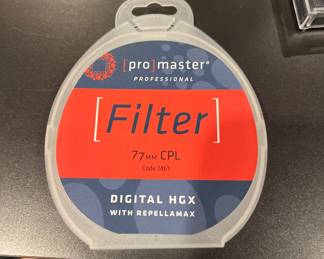 [pro]master®
PROFESSIONAL
[Filter]
77MM CPL
Code 2461
DIGITAL HGX
WITH REPELLAMAX